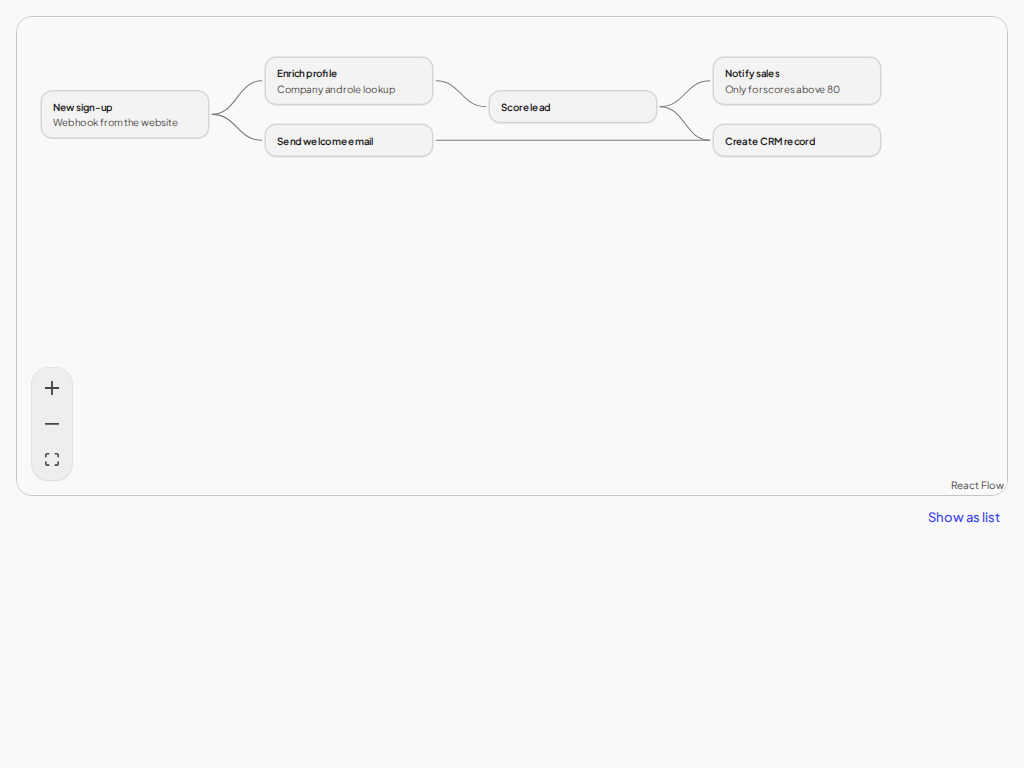 New sign-up
Webhook from the website
Enrich profile
Company and role lookup
Send welcome email
Score lead
Notify sales
Only for scores above 80
Create CRM record
React Flow
Show as list